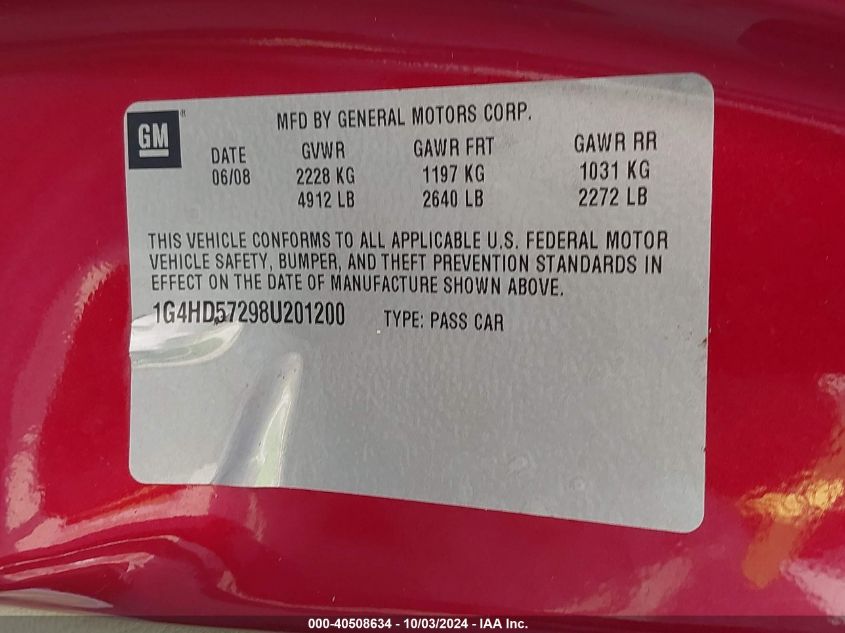 GM®
MFD BY GENERAL MOTORS CORP.
DATE GVWR GAWR FRT GAWR RR
06/08 2228 KG 1197 KG 1031 KG
4912 LB 2640 LB 2272 LB
THIS VEHICLE CONFORMS TO ALL APPLICABLE U.S. FEDERAL MOTOR
VEHICLE SAFETY, BUMPER, AND THEFT PREVENTION STANDARDS IN
EFFECT ON THE DATE OF MANUFACTURE SHOWN ABOVE.
1G4HD57298U201200 TYPE: PASS CAR
000-40508634 - 10/03/2024 - IAA Inc.